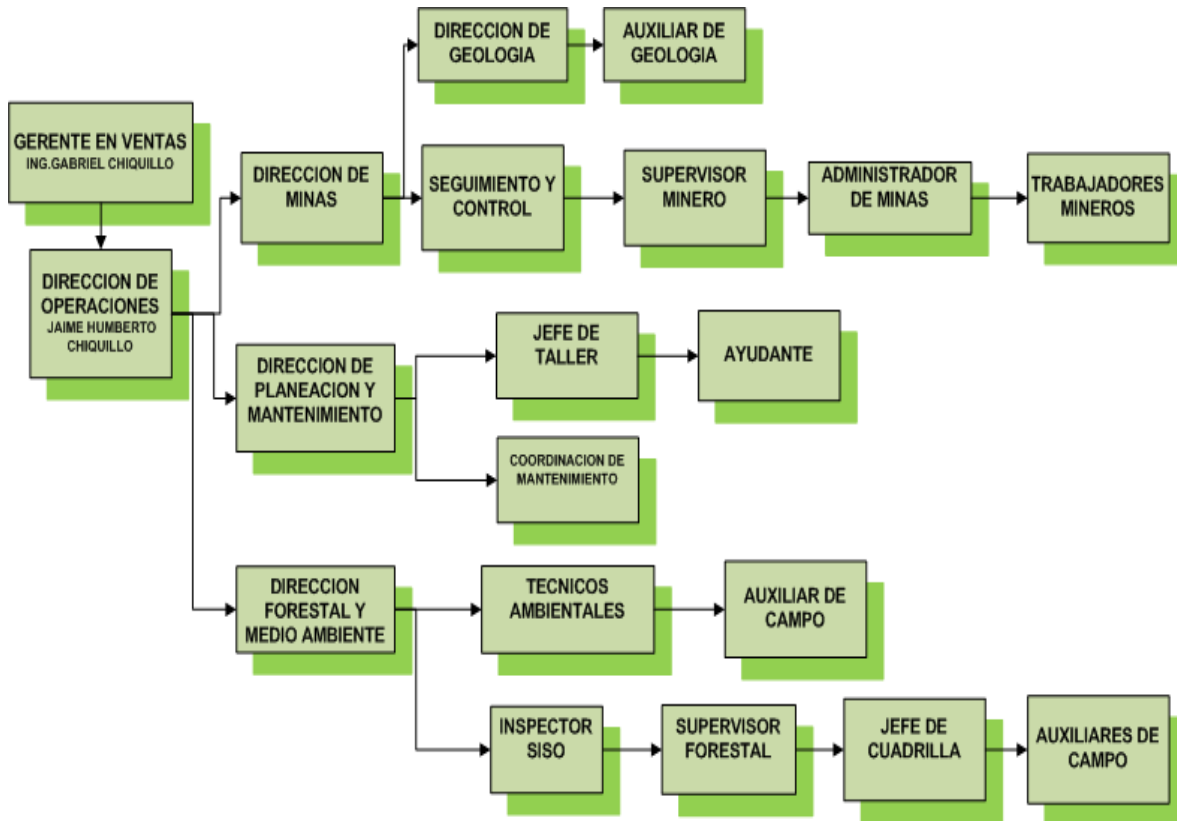 DIRECCION DE
GEOLOGIA
AUXILIAR DE
GEOLOGIA
GERENTE EN VENTAS
ING.GABRIEL CHIQUILLO
DIRECCION DE
MINAS
SEGUIMIENTO Y
CONTROL
SUPERVISOR
MINERO
ADMINISTRADOR
DE MINAS
TRABAJADORES
MINEROS
DIRECCION DE
OPERACIONES
JAIME HUMBERTO
CHIQUILLO
DIRECCION DE
PLANEACION Y
MANTENIMIENTO
JEFE DE
TALLER
AYUDANTE
COORDINACION DE
MANTENIMIENTO
DIRECCION
FORESTAL Y
MEDIO AMBIENTE
TECNICOS
AMBIENTALES
AUXILIAR DE
CAMPO
INSPECTOR
SISO
SUPERVISOR
FORESTAL
JEFE DE
CUADRILLA
AUXILIARES DE
CAMPO